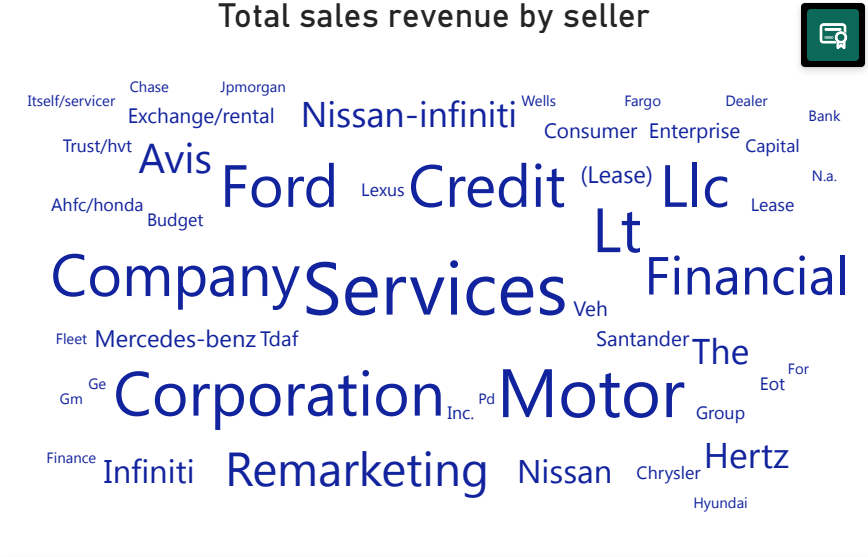 Total sales revenue by seller
Chase Jpmorgan
Itself/servicer Wells Fargo Dealer
Exchange/rental Nissan-infiniti Bank
Consumer Enterprise
Trust/hvt Avis Capital
Ford Lexus Credit (Lease) Llc N.a.
Ahfc/honda Lease
Budget Lt
Company Services Financial
Veh
Fleet Mercedes-benz Tdaf Santander The
For
Gm Ge Corporation Inc. Pd Motor Eot
Group
Finance Infiniti Remarketing Nissan Chrysler Hertz
Hyundai